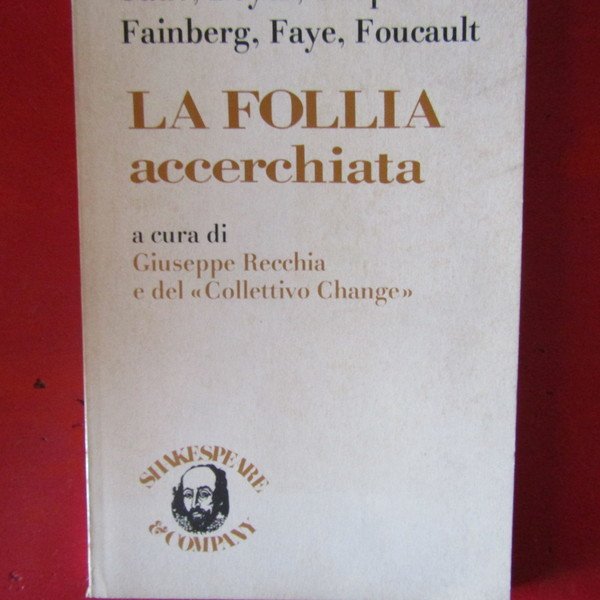 Fainberg, Faye, Foucault
LA FOLLIA
accerchiata
a cura di
Giuseppe Recchia
e del «Collettivo Change»
SHAKESPEARE
& COMPANY